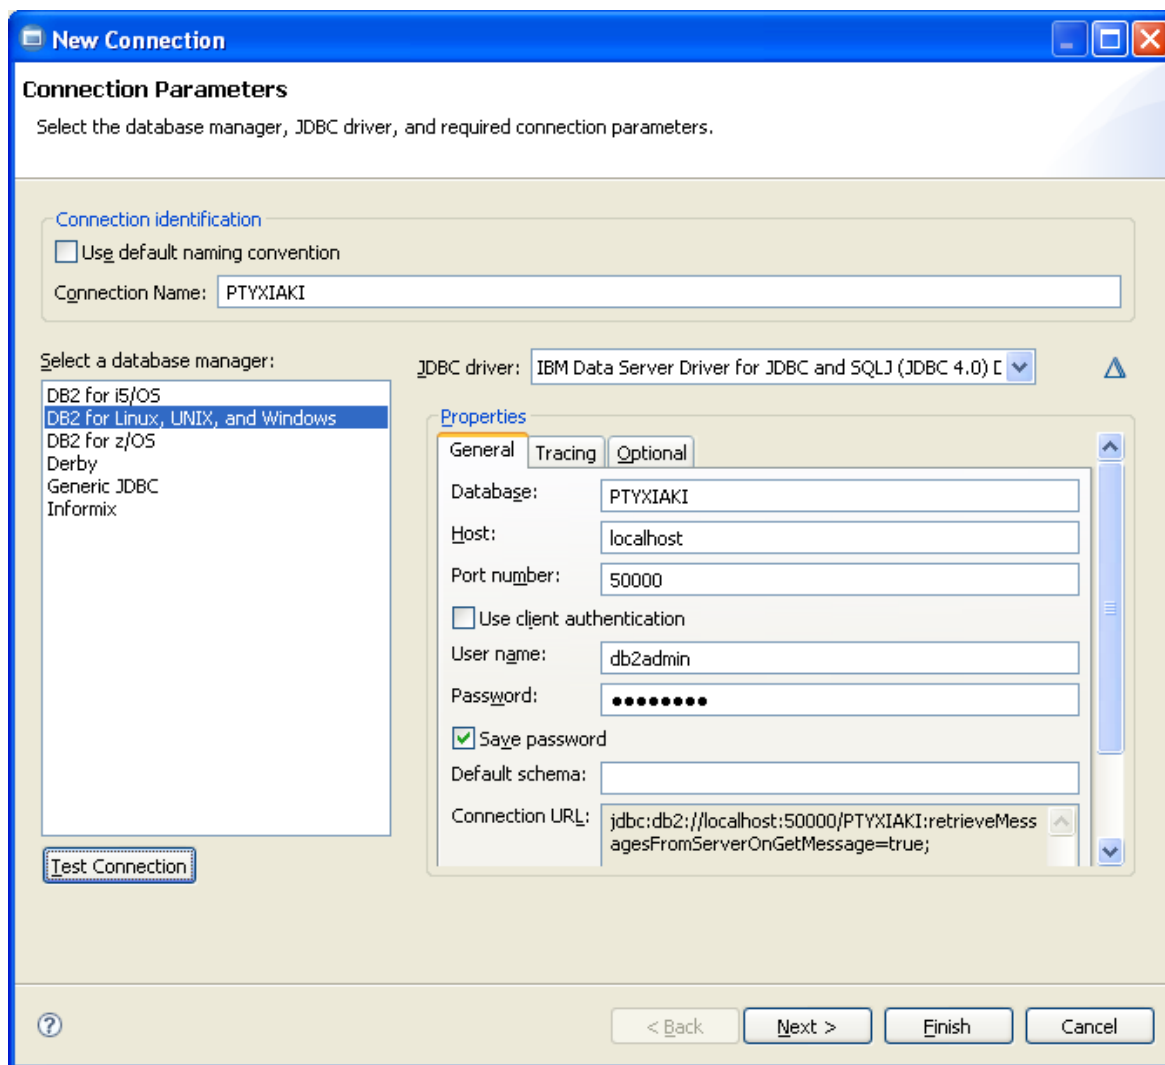 New Connection
Connection Parameters
Select the database manager, JDBC driver, and required connection parameters.
Connection identification
Use default naming convention
Connection Name: PTYXIAKI
Select a database manager:
DB2 for i5/OS
DB2 for Linux, UNIX, and Windows
DB2 for z/OS
Derby
Generic JDBC
Informix
Test Connection
JDBC driver: IBM Data Server Driver for JDBC and SQLJ (JDBC 4.0) D
Properties
General Tracing Optional
Database: PTYXIAKI
Host: localhost
Port number: 50000
Use client authentication
User name: db2admin
Password: ●●●●●●●●
Save password
Default schema:
Connection URL: jdbc:db2://localhost:50000/PTYXIAKI:retrieveMess
agesFromServerOnGetMessage=true;
< Back Next > Finish Cancel